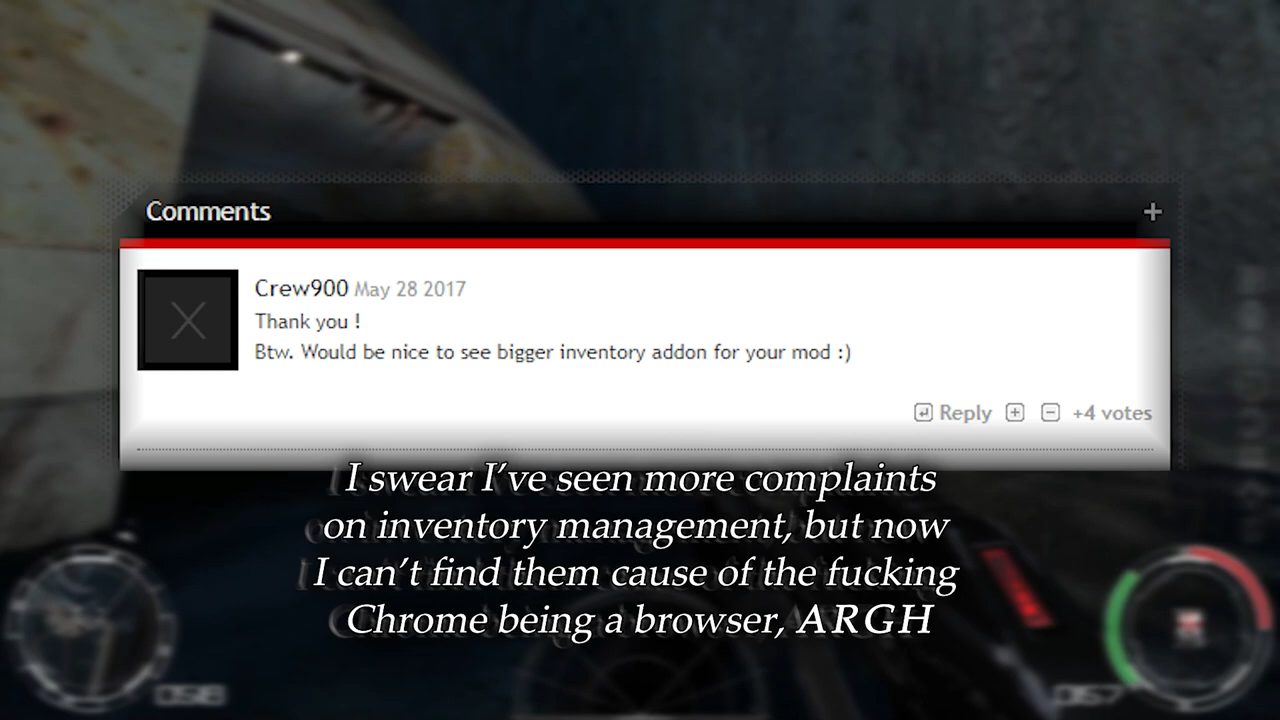 Comments
Crew900 May 28 2017
Thank you !
Btw. Would be nice to see bigger inventory addon for your mod :)
Reply +4 votes
I swear I've seen more complaints
on inventory management, but now
I can't find them cause of the fucking
Chrome being a browser, ARGH